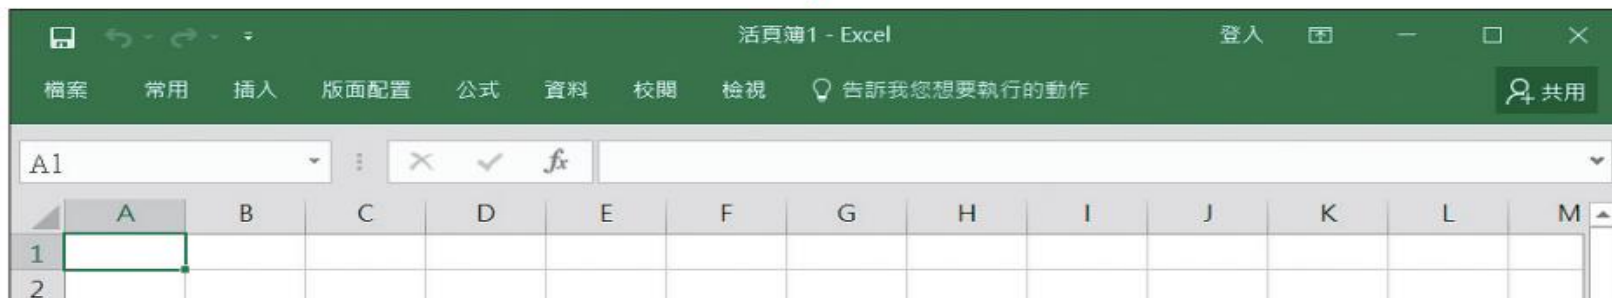 活頁簿1 - Excel 登入
檔案 常用 插入 版面配置 公式 資料 校閱 檢視 告訴我您想要執行的動作 共用
A1 fx
A B C D E F G H I J K L M
1
2